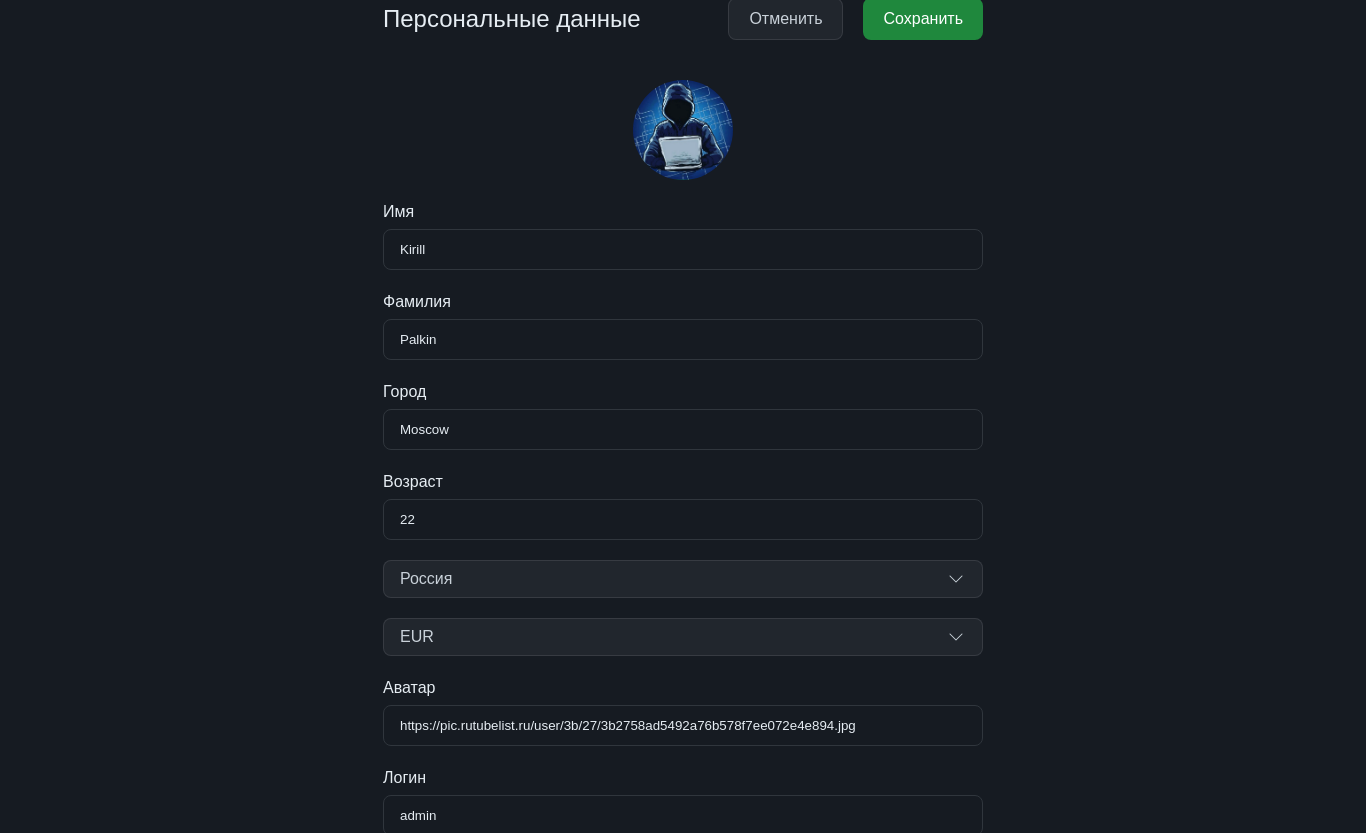 Персональные данные
Отменить
Сохранить
Имя
Kirill
Фамилия
Palkin
Город
Moscow
Возраст
22
Россия
EUR
Аватар
https://pic.rutubelist.ru/user/3b/27/3b2758ad5492a76b578f7ee072e4e894.jpg
Логин
admin